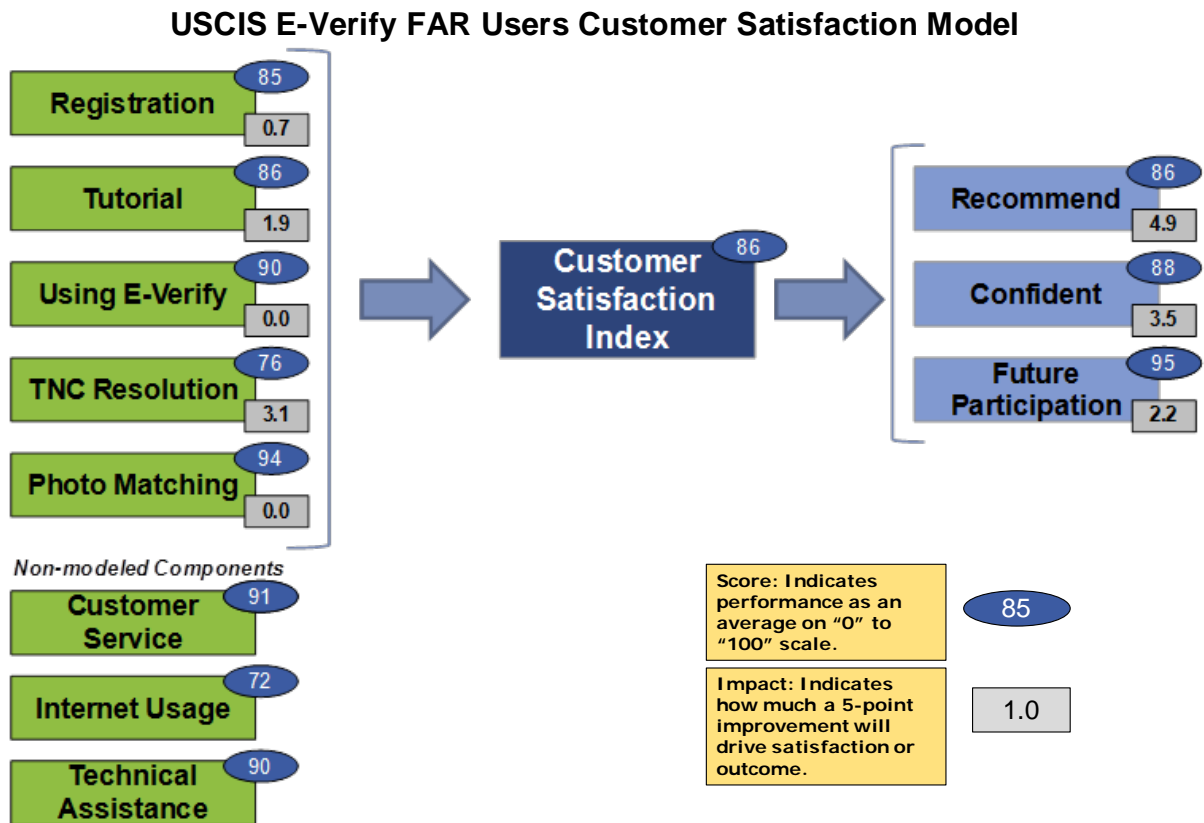 USCIS E-Verify FAR Users Customer Satisfaction Model
85
Registration
0.7
86
Tutorial
1.9
90
Using E-Verify
0.0
76
TNC Resolution
3.1
94
Photo Matching
0.0
86
Customer
Satisfaction
Index
86
Recommend
4.9
88
Confident
3.5
95
Future
Participation
2.2
Non-modeled Components
91
Customer
Service
72
Internet Usage
90
Technical
Assistance
Score: Indicates
performance as an
average on “0” to
“100” scale.
85
Impact: Indicates
how much a 5-point
improvement will
drive satisfaction or
outcome.
1.0